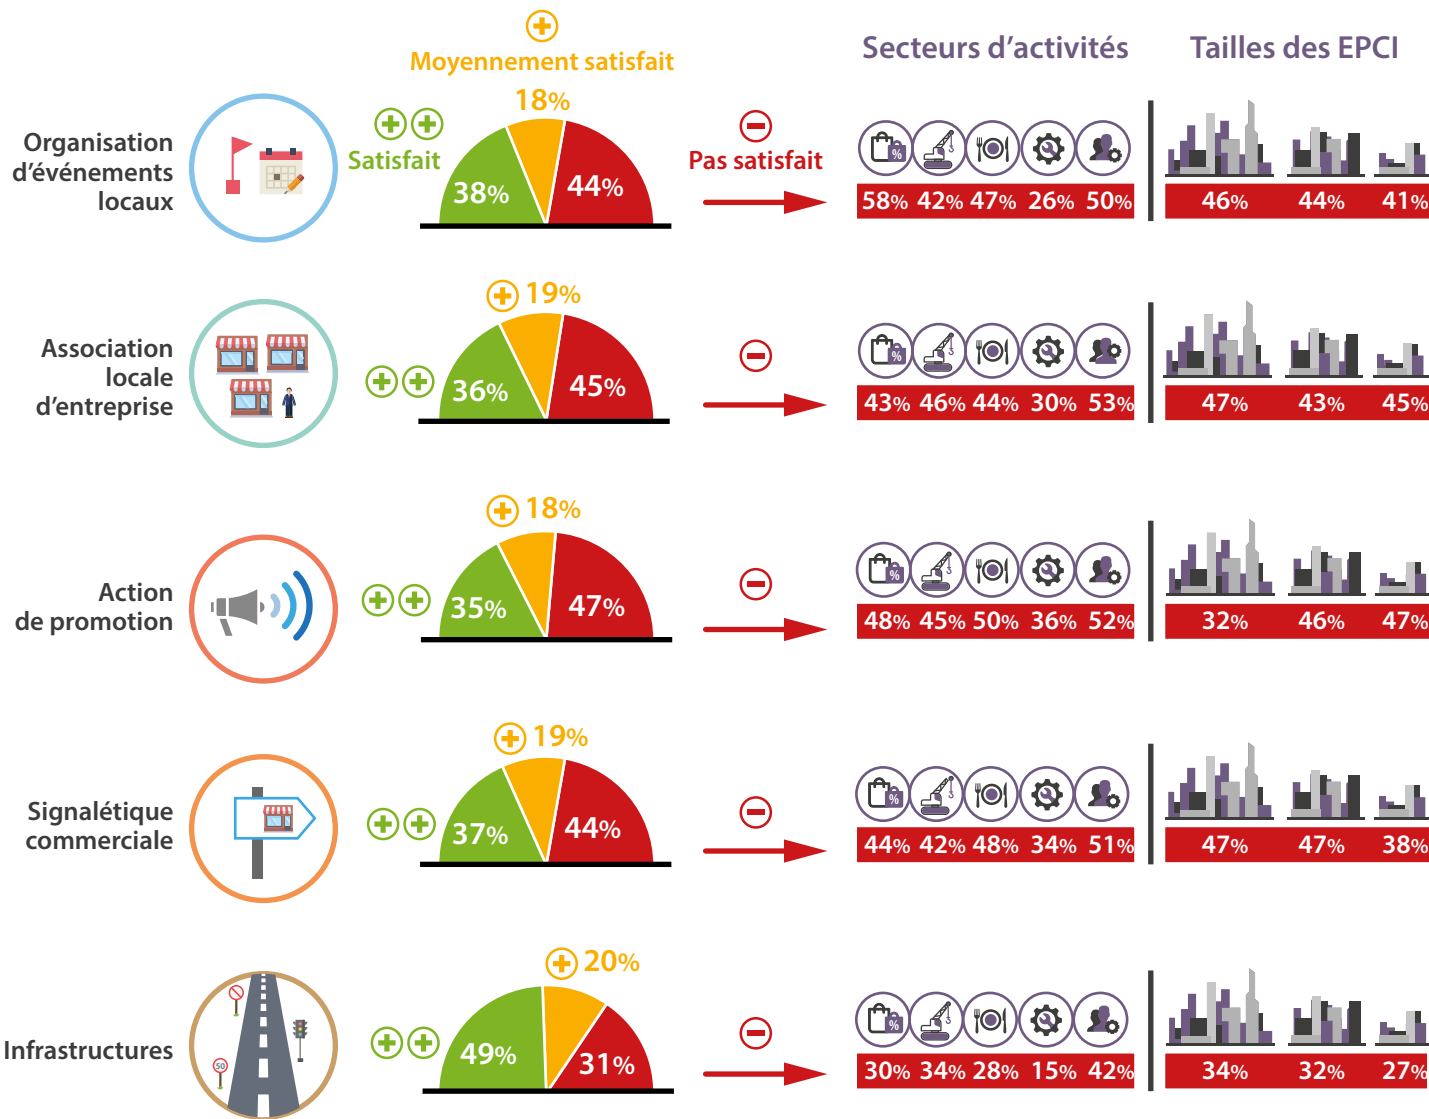 Moyennement satisfait
Secteurs d'activités
Tailles des EPCI
Organisation
d'événements
locaux
Satisfait
38%
18%
44%
Pas satisfait
%
58% 42% 47% 26% 50%
46% 44% 41%
Association
locale
d'entreprise
36%
19%
45%
%
43% 46% 44% 30% 53%
47% 43% 45%
Action
de promotion
35%
18%
47%
%
48% 45% 50% 36% 52%
32% 46% 47%
Signalétique
commerciale
37%
19%
44%
%
44% 42% 48% 34% 51%
47% 47% 38%
Infrastructures
50
49%
20%
31%
%
30% 34% 28% 15% 42%
34% 32% 27%